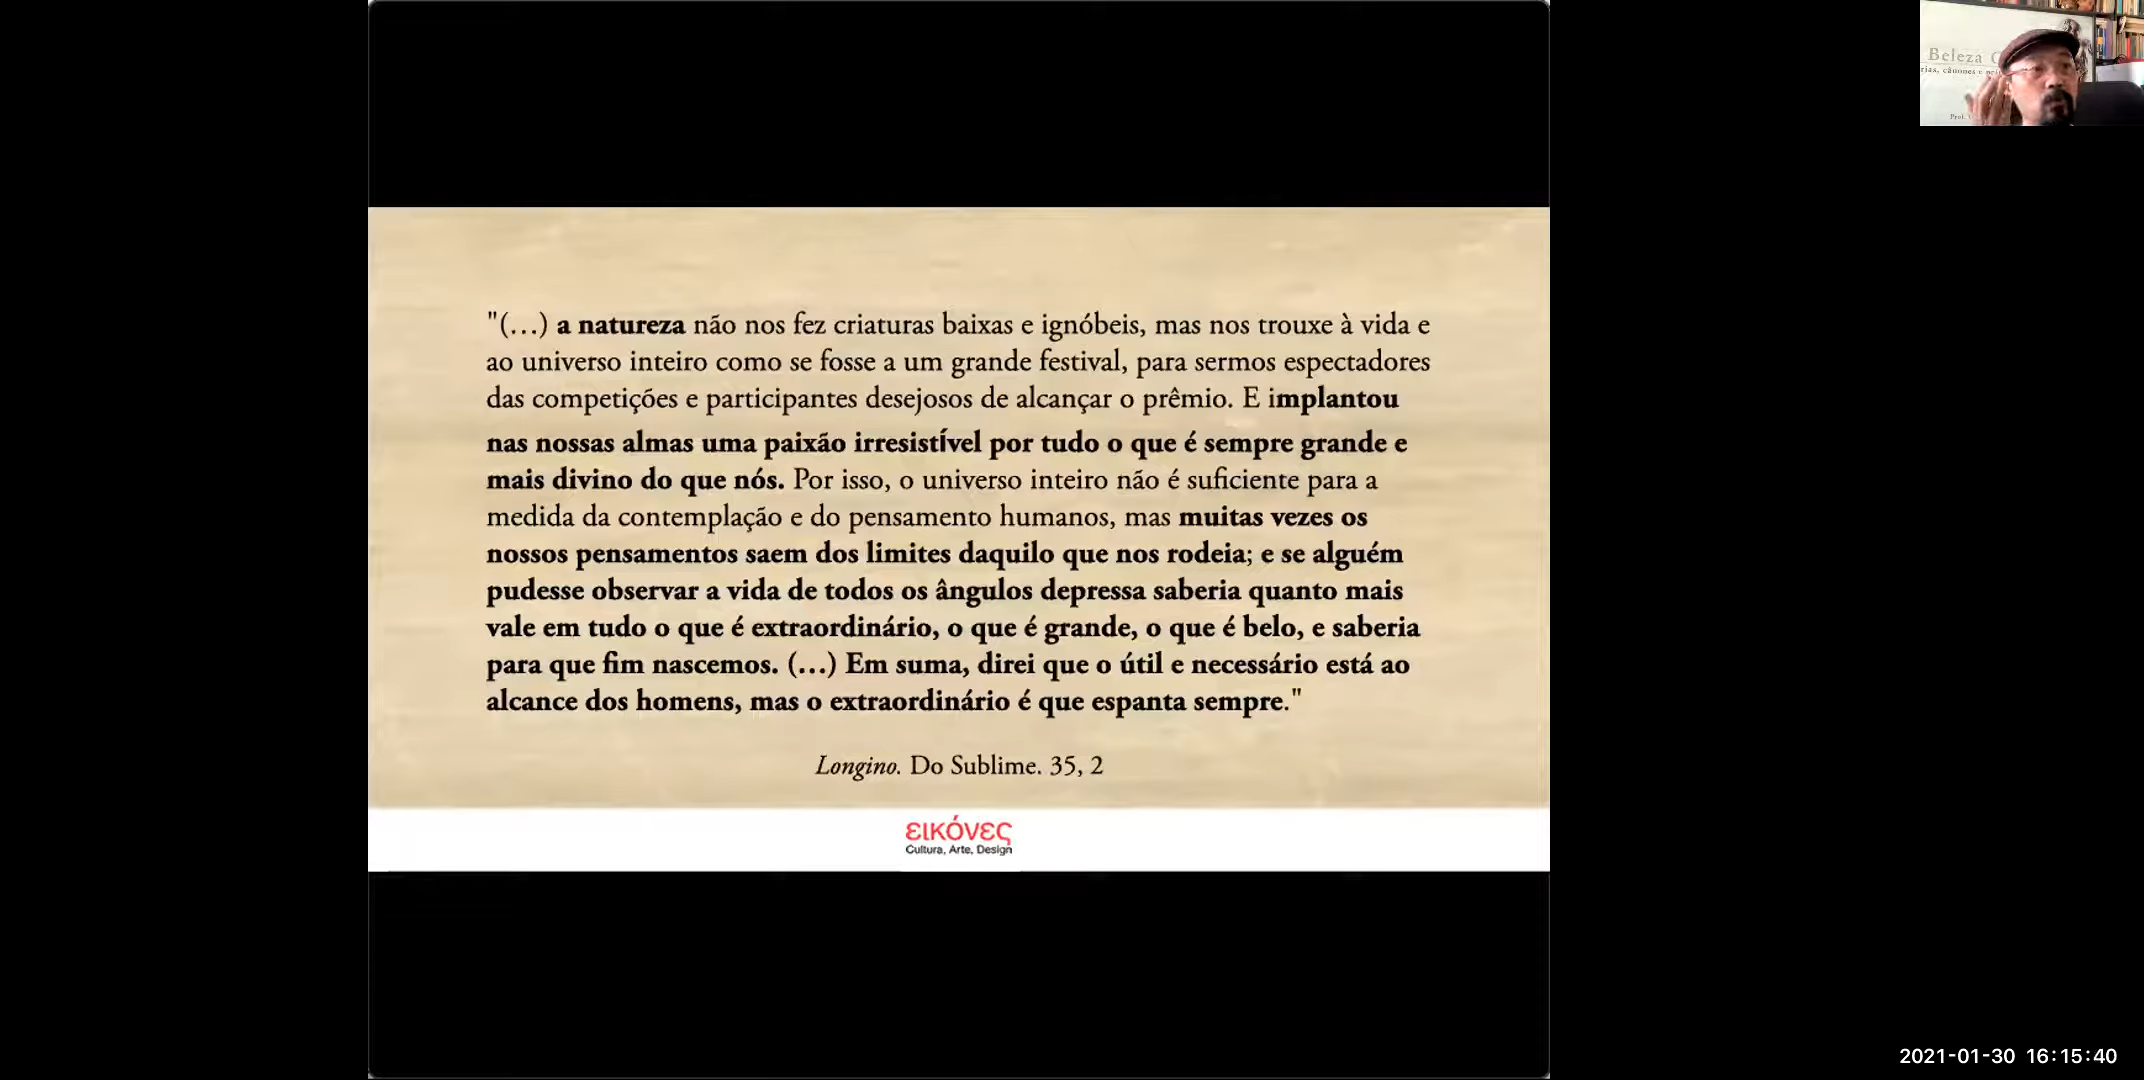 Beleza
cânones e
Prof.
"(…) a natureza não nos fez criaturas baixas e ignóbeis, mas nos trouxe à vida e
ao universo inteiro como se fosse a um grande festival, para sermos espectadores
das competições e participantes desejosos de alcançar o prêmio. E implantou
nas nossas almas uma paixão irresistível por tudo o que é sempre grande e
mais divino do que nós. Por isso, o universo inteiro não é suficiente para a
medida da contemplação e do pensamento humanos, mas muitas vezes os
nossos pensamentos saem dos limites daquilo que nos rodeia; e se alguém
pudesse observar a vida de todos os ângulos depressa saberia quanto mais
vale em tudo o que é extraordinário, o que é grande, o que é belo, e saberia
para que fim nascemos. (…) Em suma, direi que o útil e necessário está ao
alcance dos homens, mas o extraordinário é que espanta sempre."
Longino. Do Sublime. 35, 2
εικόνες
Cultura, Arte, Design
2021-01-30 16:15:40